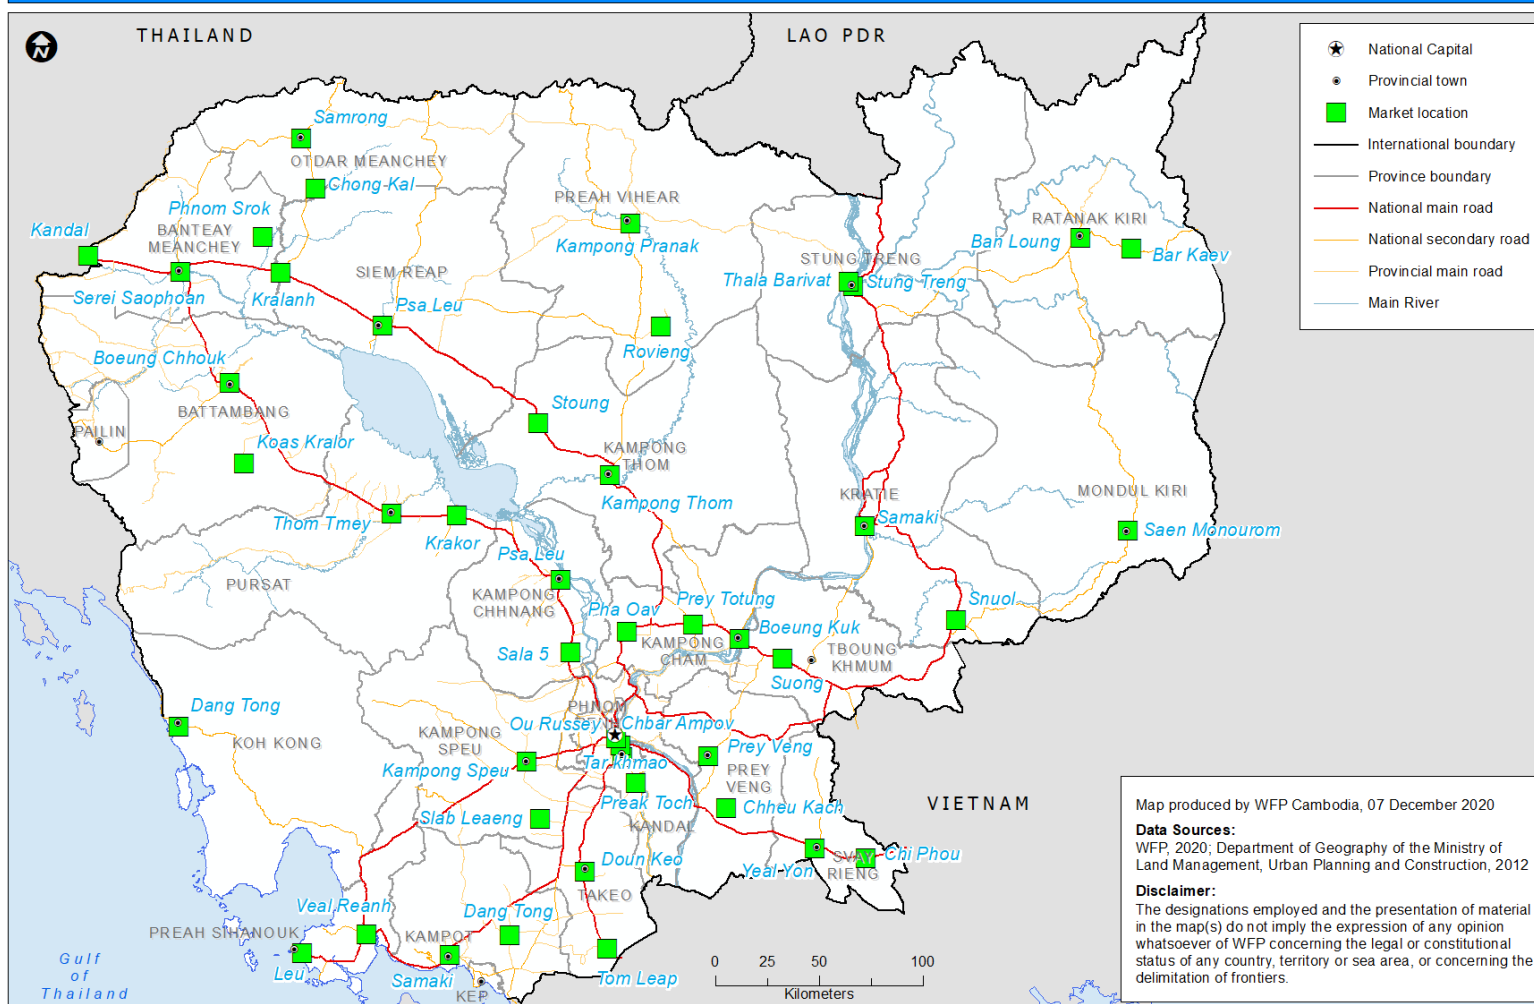 THAILAND
LAO PDR
N
National Capital
Provincial town
Market location
International boundary
Province boundary
National main road
National secondary road
Provincial main road
Main River
Samrong
OTDAR MEANCHEY
Chong Kal
Phnom Srok
BANTEAY
MEANCHEY
Kandal
Serei Saophoan
Kralanh
SIEM REAP
Psa Leu
PREAH VIHEAR
Kampong Pranak
Rovieng
STUNG TRENG
Thala Barivat
Stung Treng
RATANAK KIRI
Ban Loung
Bar Kaev
Boeung Chhouk
BATTAMBANG
PAILIN
Koas Kralor
Stoung
KAMPONG
THOM
Kampong Thom
Thom Tmey
Krakor
KRATIE
Samaki
MONDUL KIRI
Saen Monourom
PURSAT
Psa Leu
KAMPONG
CHHNANG
Pha Oav
Prey Totung
Boeung Kuk
KAMPONG
CHAM
Snuol
TBOUNG
KHMUM
Suong
Sala 5
Dang Tong
KOH KONG
KAMPONG
SPEU
Kampong Speu
PHNOM
Ou Russey
Chbar Ampov
Tar khmao
Prey Veng
PREY
VENG
Preak Toch
Chheu Kach
Slab Leaeng
KANDAL
VIETNAM
Doun Keo
TAKEO
Yeal Yon
SVAY
RIENG
Chi Phou
Veal Reanh
PREAH SIHANOUK
Leu
KAMPOT
Dang Tong
Samaki
KEP
Tom Leap
Gulf
of
Thailand
0 25 50 100
Kilometers
Map produced by WFP Cambodia, 07 December 2020
Data Sources:
WFP, 2020; Department of Geography of the Ministry of
Land Management, Urban Planning and Construction, 2012
Disclaimer:
The designations employed and the presentation of material
in the map(s) do not imply the expression of any opinion
whatsoever of WFP concerning the legal or constitutional
status of any country, territory or sea area, or concerning the
delimitation of frontiers.